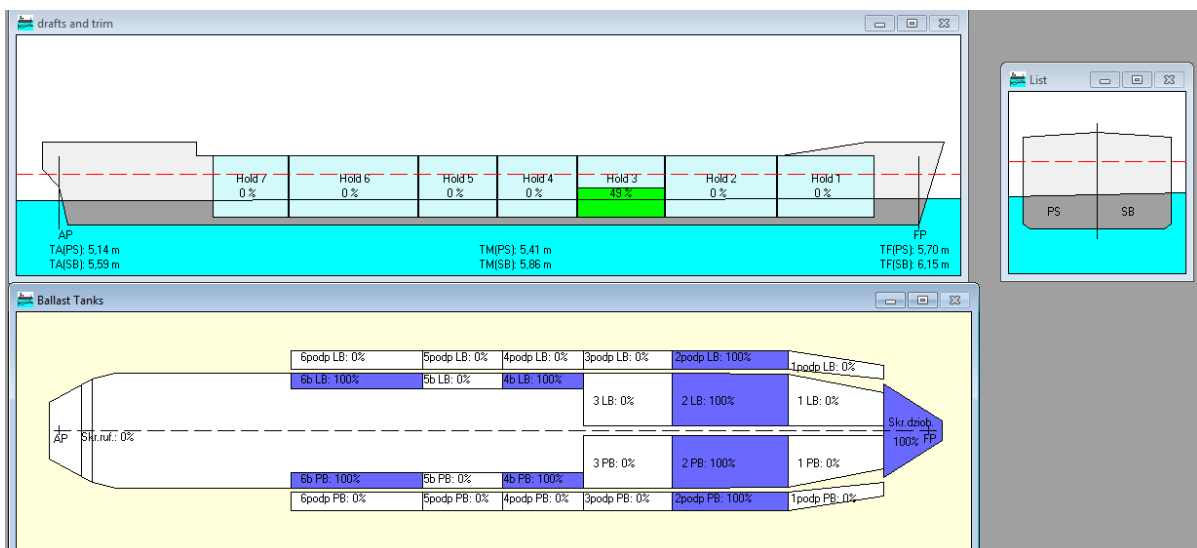 drafts and trim
Hold 7 Hold 6 Hold 5 Hold 4 Hold 3 Hold 2 Hold 1
0 % 0 % 0 % 0 % 49 % 0 % 0 %
AP FP
TA(PS): 5,14 m TM(PS): 5,41 m TF(PS): 5,70 m
TA(SB): 5,59 m TM(SB): 5,86 m TF(SB): 6,15 m
List
PS SB
Ballast Tanks
6podp LB: 0% 5podp LB: 0% 4podp LB: 0% 3podp LB: 0% 2podp LB: 100% 1podp LB: 0%
6b LB: 100% 5b LB: 0% 4b LB: 100%
3 LB: 0% 2 LB: 100% 1 LB: 0%
AP Skr.ruf.: 0% Skr.dziob.
100% FP
3 PB: 0% 2 PB: 100% 1 PB: 0%
6b PB: 100% 5b PB: 0% 4b PB: 100%
6podp PB: 0% 5podp PB: 0% 4podp PB: 0% 3podp PB: 0% 2podp PB: 100% 1podp PB: 0%